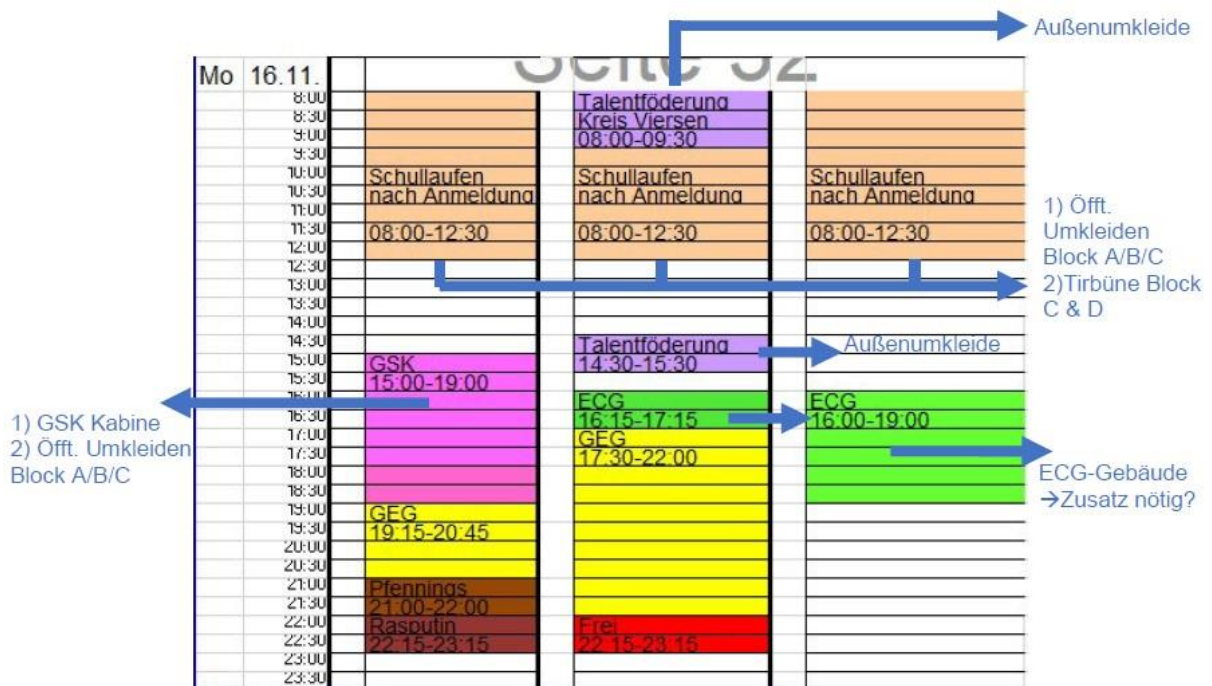 Außenumkleide
Seite 32
Mo 16.11.
8:00
8:30
9:00
9:30
10:00
10:30
11:00
11:30
12:00
12:30
13:00
13:30
14:00
14:30
15:00
15:30
16:00
16:30
17:00
17:30
18:00
18:30
19:00
19:30
20:00
20:30
21:00
21:30
22:00
22:30
23:00
23:30
Schullaufen
nach Anmeldung
08:00-12:30
GSK
15:00-19:00
GEG
19:15-20:45
Pfennings
21:00-22:00
Rasputin
22:15-23:15
Talentföderung
Kreis Viersen
08:00-09:30
Schullaufen
nach Anmeldung
08:00-12:30
Talentföderung
14:30-15:30
ECG
16:15-17:15
GEG
17:30-22:00
Frei
22:15-23:15
Schullaufen
nach Anmeldung
08:00-12:30
Außenumkleide
ECG
16:00-19:00
1) Öfft.
Umkleiden
Block A/B/C
2)Tirbüne Block
C & D
1) GSK Kabine
2) Öfft. Umkleiden
Block A/B/C
ECG-Gebäude
→Zusatz nötig?